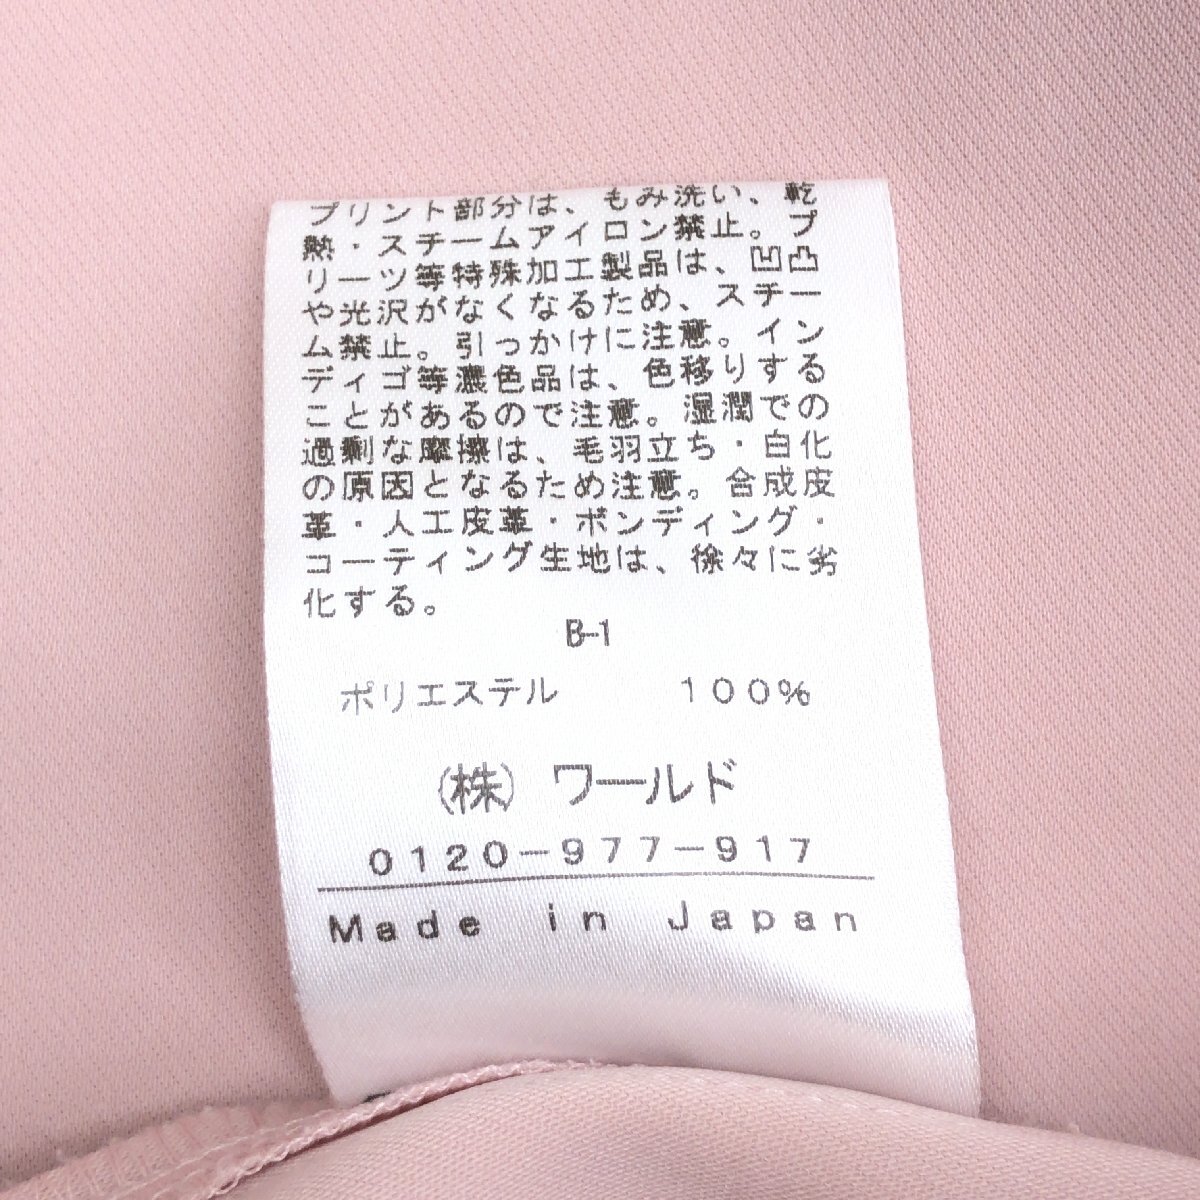 プリント部分は、もみ洗い、乾
熱・スチームアイロン禁止。プ
リーツ等特殊加工製品は、凹凸
や光沢がなくなるため、スチー
ム禁止。引っかけに注意。イン
ディゴ等濃色品は、色移りする
ことがあるので注意。湿潤での
過剰な摩擦は、毛羽立ち・白化
の原因となるため注意。合成皮
革・人工皮革・ボンディング・
コーティング生地は、徐々に劣
化する。
B-1
ポリエステル 100%
(株) ワールド
0120-977-917
Made in Japan